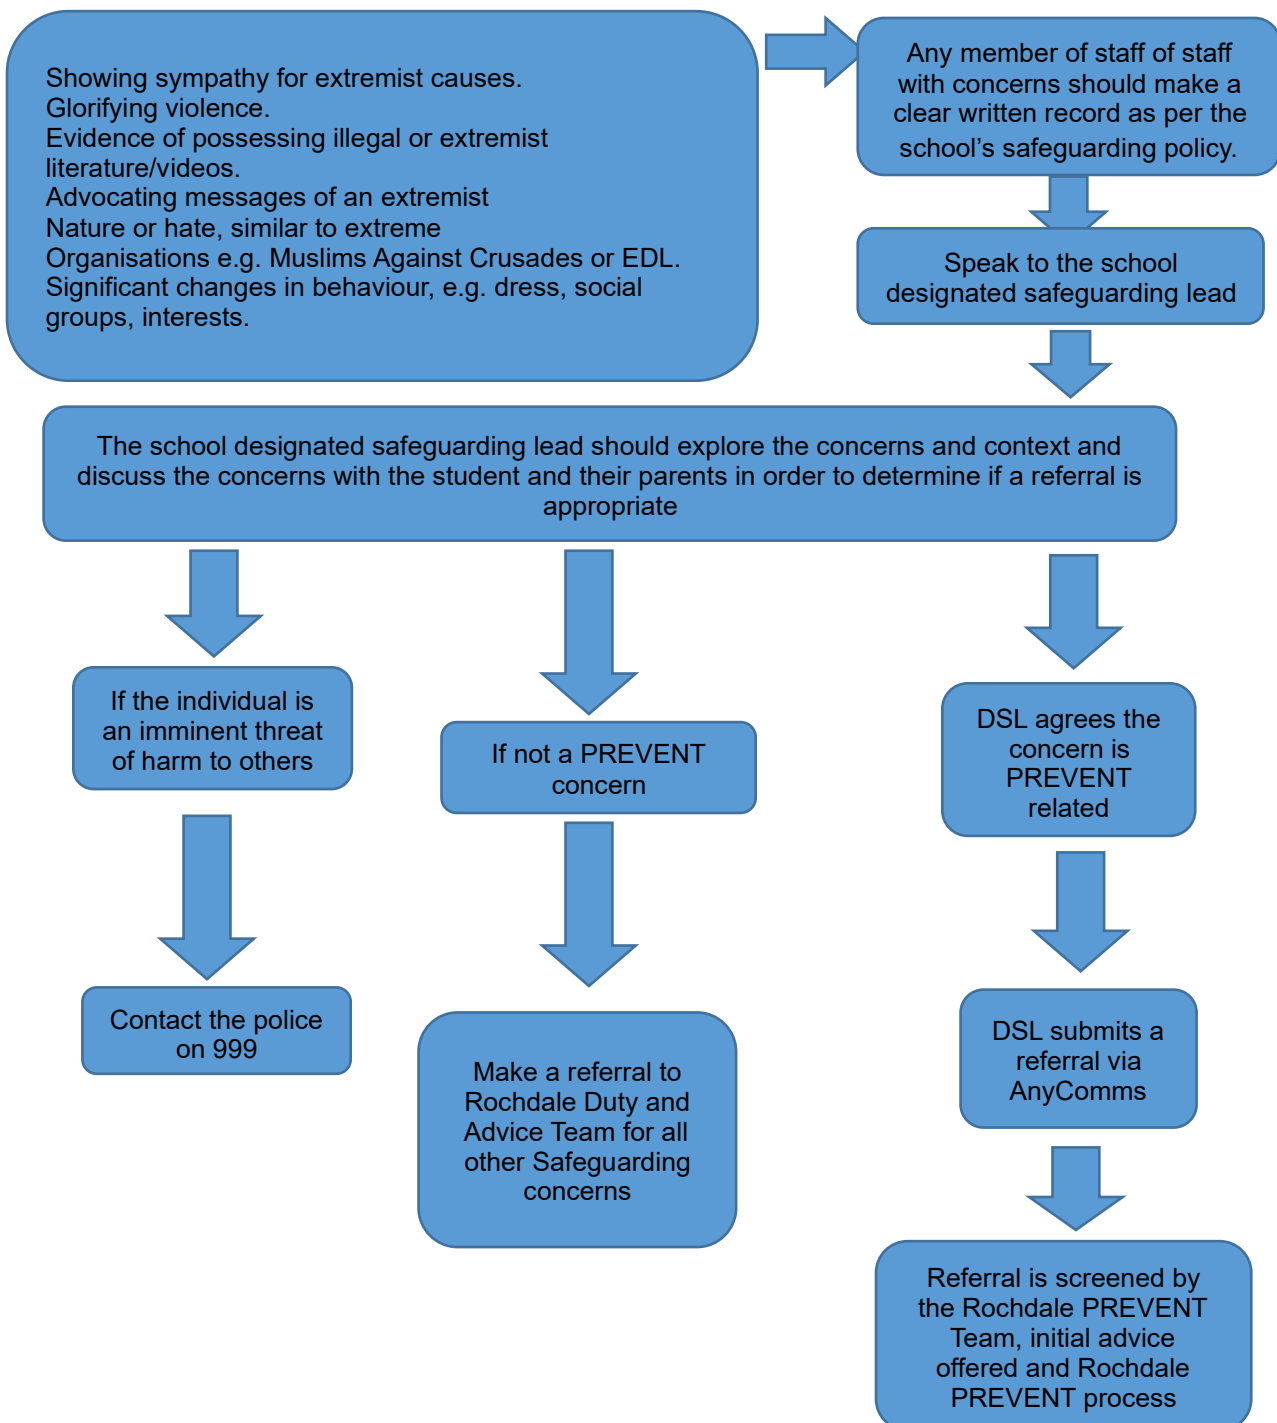 Showing sympathy for extremist causes.
Glorifying violence.
Evidence of possessing illegal or extremist
literature/videos.
Advocating messages of an extremist
Nature or hate, similar to extreme
Organisations e.g. Muslims Against Crusades or EDL.
Significant changes in behaviour, e.g. dress, social
groups, interests.
Any member of staff of staff
with concerns should make a
clear written record as per the
school’s safeguarding policy.
Speak to the school
designated safeguarding lead
The school designated safeguarding lead should explore the concerns and context and
discuss the concerns with the student and their parents in order to determine if a referral is
appropriate
If the individual is
an imminent threat
of harm to others
Contact the police
on 999
If not a PREVENT
concern
Make a referral to
Rochdale Duty and
Advice Team for all
other Safeguarding
concerns
DSL agrees the
concern is
PREVENT
related
DSL submits a
referral via
AnyComms
Referral is screened by
the Rochdale PREVENT
Team, initial advice
offered and Rochdale
PREVENT process